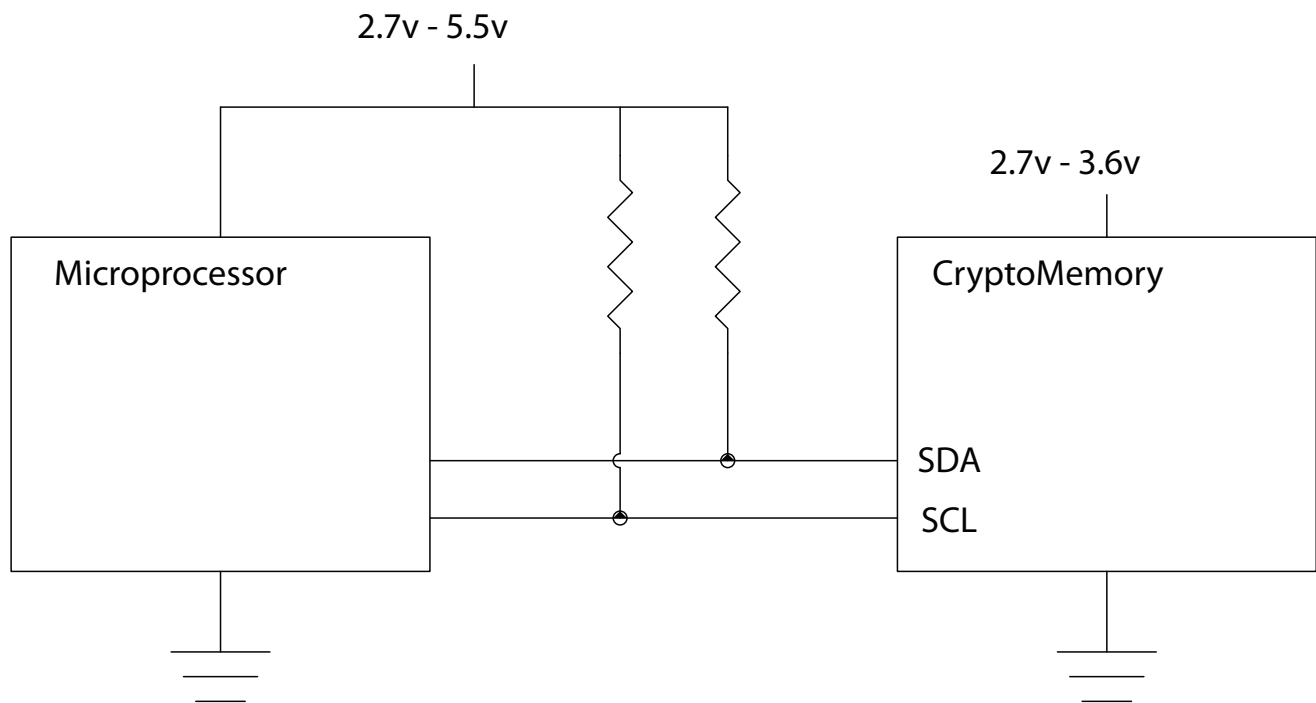 2.7v - 5.5v
2.7v - 3.6v
Microprocessor
CryptoMemory
SDA
SCL